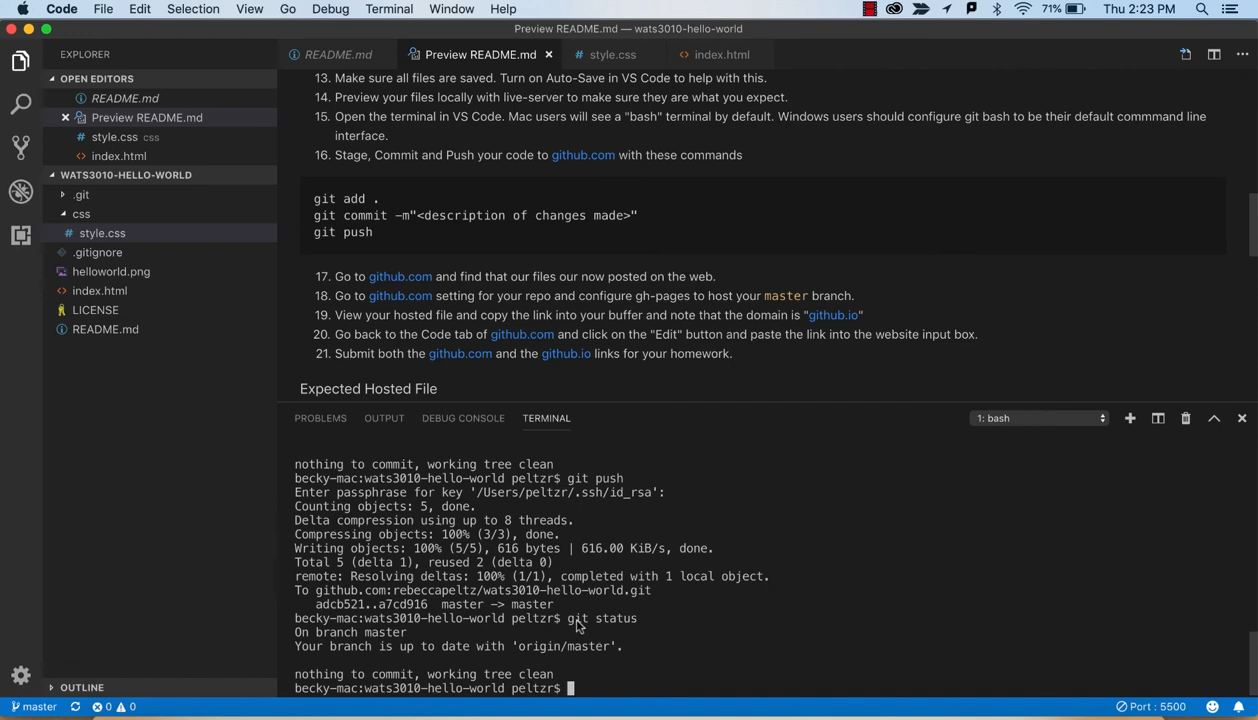 Code File Edit Selection View Go Debug Terminal Window Help 71% Thu 2:23 PM
Preview README.md — wats3010-hello-world
EXPLORER
README.md Preview README.md style.css index.html
OPEN EDITORS
README.md
Preview README.md
style.css css
index.html
WATS3010-HELLO-WORLD
.git
css
style.css
.gitignore
helloworld.png
index.html
LICENSE
README.md
OUTLINE
13. Make sure all files are saved. Turn on Auto-Save in VS Code to help with this.
14. Preview your files locally with live-server to make sure they are what you expect.
15. Open the terminal in VS Code. Mac users will see a "bash" terminal by default. Windows users should configure git bash to be their default commmand line
interface.
16. Stage, Commit and Push your code to github.com with these commands
git add .
git commit -m"<description of changes made>"
git push
17. Go to github.com and find that our files our now posted on the web.
18. Go to github.com setting for your repo and configure gh-pages to host your master branch.
19. View your hosted file and copy the link into your buffer and note that the domain is "github.io"
20. Go back to the Code tab of github.com and click on the "Edit" button and paste the link into the website input box.
21. Submit both the github.com and the github.io links for your homework.
Expected Hosted File
PROBLEMS OUTPUT DEBUG CONSOLE TERMINAL 1: bash
nothing to commit, working tree clean
becky-mac:wats3010-hello-world peltzr$ git push
Enter passphrase for key '/Users/peltzr/.ssh/id_rsa':
Counting objects: 5, done.
Delta compression using up to 8 threads.
Compressing objects: 100% (3/3), done.
Writing objects: 100% (5/5), 616 bytes | 616.00 KiB/s, done.
Total 5 (delta 1), reused 2 (delta 0)
remote: Resolving deltas: 100% (1/1), completed with 1 local object.
To github.com:rebeccapeltz/wats3010-hello-world.git
adcb521..a7cd916 master -> master
becky-mac:wats3010-hello-world peltzr$ git status
On branch master
Your branch is up to date with 'origin/master'.
nothing to commit, working tree clean
becky-mac:wats3010-hello-world peltzr$
master 0 0 Port : 5500